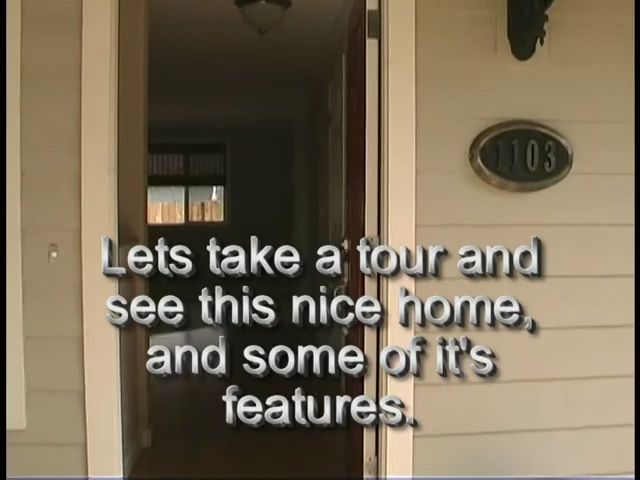 1103
Lets take a tour and
see this nice home,
and some of it's
features.